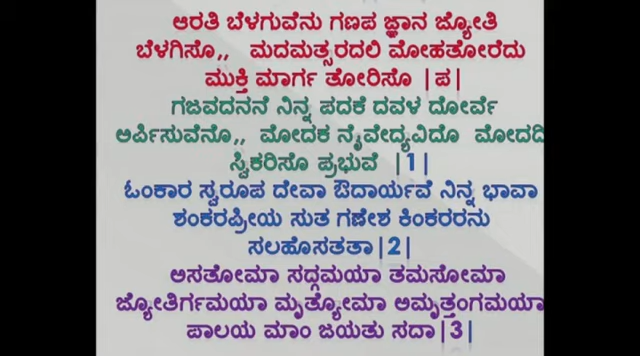 ಆರತಿ ಬೆಳಗುವೆನು ಗಣಪ ಜ್ಞಾನ ಜ್ಯೋತಿ
ಬೆಳಗಿಸೊ,, ಮದಮತ್ಸರದಲಿ ಮೋಹತೋರೆದು
ಮುಕ್ತಿ ಮಾರ್ಗ ತೋರಿಸೊ |ಪ|
ಗಜವದನನೆ ನಿನ್ನ ಪದಕೆ ದವಳ ದೋರ್ವೆ
ಅರ್ಪಿಸುವೆನೊ,, ಮೋದಕ ನೈವೇದ್ಯವಿದೊ
ಸ್ವಿಕರಿಸೊ ಪ್ರಭುವೆ |1|
ಓಂಕಾರ ಸ್ವರೂಪ ದೇವಾ ಔದಾರ್ಯವೆ ನಿನ್ನ ಭಾವಾ
ಶಂಕರಪ್ರೀಯ ಸುತ ಗಣೇಶ ಕಿಂಕರರನು
ಸಲಹೊಸತತಾ|2|
ಅಸತೋಮಾ ಸದ್ಗಮಯಾ ತಮಸೋಮಾ
ಜ್ಯೋತಿರ್ಗಮಯಾ ಮೃತ್ಯೋಮಾ ಅಮೃತ್ತಂಗಮಯಾ
ಪಾಲಯ ಮಾಂ ಜಯತು ಸದಾ|3|